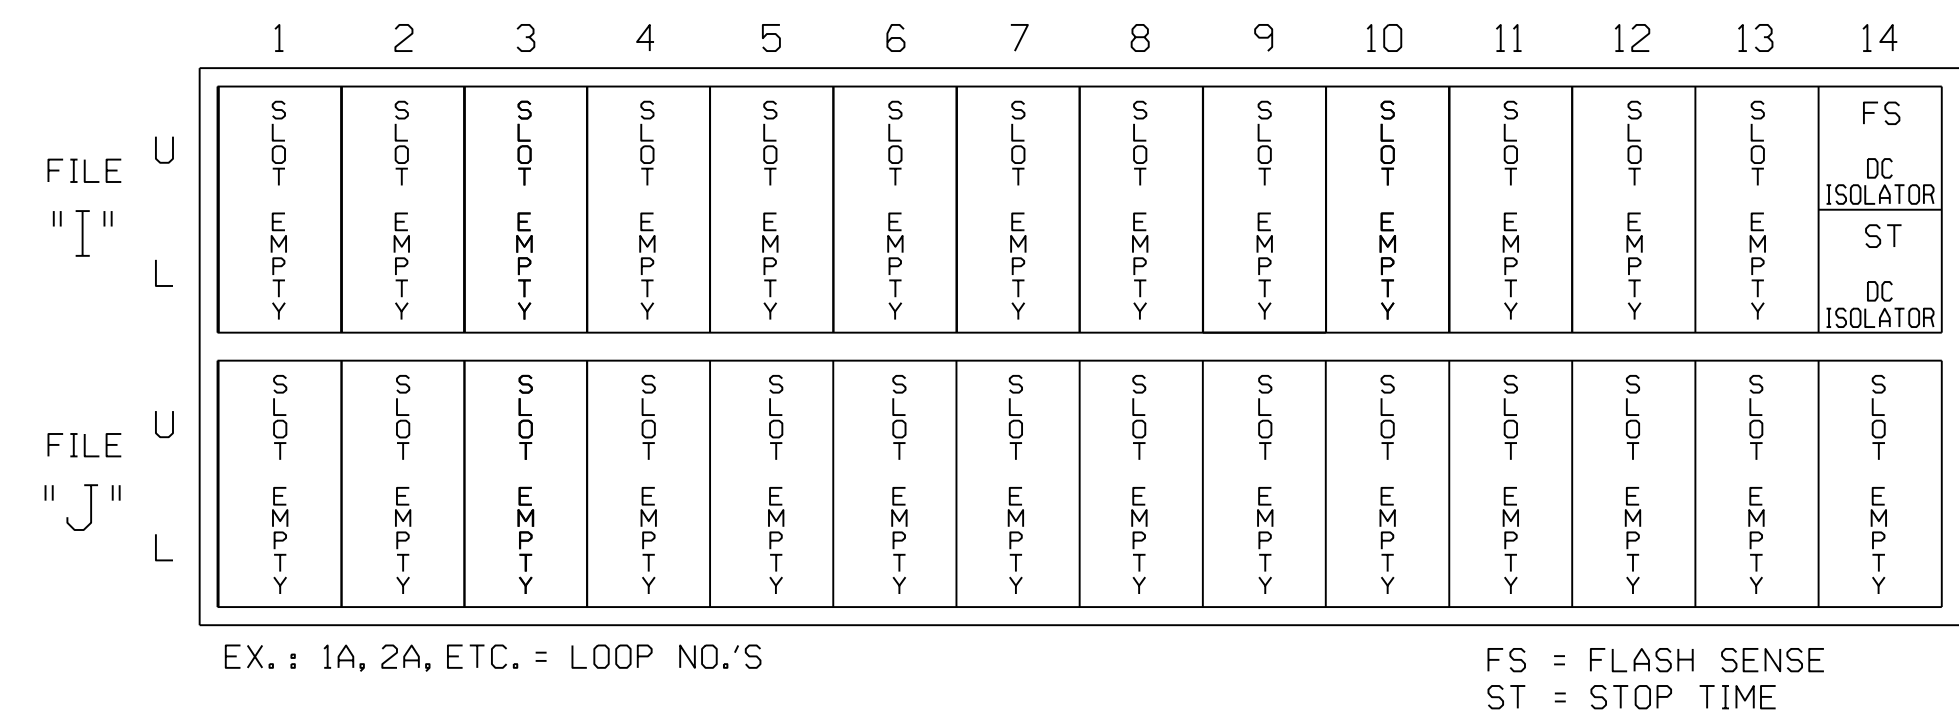 1 2 3 4 5 6 7 8 9 10 11 12 13 14
FILE "I"
U
L
SLOT EMPTY
SLOT EMPTY
SLOT EMPTY
SLOT EMPTY
SLOT EMPTY
SLOT EMPTY
SLOT EMPTY
SLOT EMPTY
SLOT EMPTY
SLOT EMPTY
SLOT EMPTY
SLOT EMPTY
SLOT EMPTY
FS
DC
ISOLATOR
ST
DC
ISOLATOR
FILE "J"
U
L
SLOT EMPTY
SLOT EMPTY
SLOT EMPTY
SLOT EMPTY
SLOT EMPTY
SLOT EMPTY
SLOT EMPTY
SLOT EMPTY
SLOT EMPTY
SLOT EMPTY
SLOT EMPTY
SLOT EMPTY
SLOT EMPTY
SLOT EMPTY
EX.: 1A, 2A, ETC. = LOOP NO.'S
FS = FLASH SENSE
ST = STOP TIME